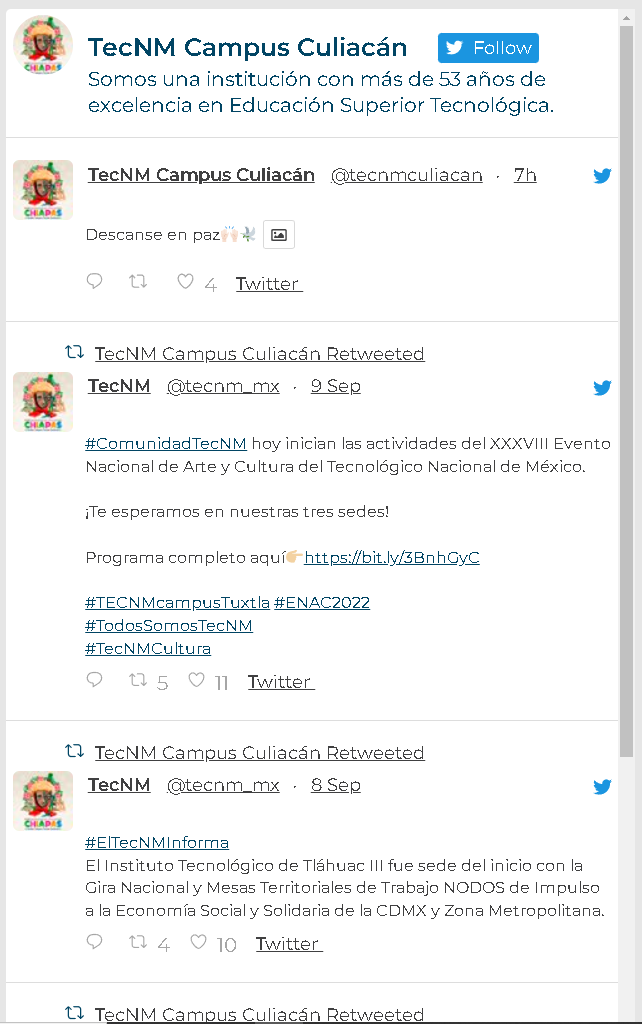 TecNM Campus Culiacán Follow
Somos una institución con más de 53 años de
excelencia en Educación Superior Tecnológica.
CHIAPAS
TecNM Campus Culiacán @tecnmculiacan · 7h
CHIAPAS
Descanse en paz🙌🏻🕊️
4 Twitter
TecNM Campus Culiacán Retweeted
TecNM @tecnm_mx · 9 Sep
CHIAPAS
#ComunidadTecNM hoy inician las actividades del XXXVIII Evento
Nacional de Arte y Cultura del Tecnológico Nacional de México.
¡Te esperamos en nuestras tres sedes!
Programa completo aquí👉🏼https://bit.ly/3BnhGyC
#TECNMcampusTuxtla #ENAC2022
#TodosSomosTecNM
#TecNMCultura
5 11 Twitter
TecNM Campus Culiacán Retweeted
TecNM @tecnm_mx · 8 Sep
CHIAPAS
#ElTecNMInforma
El Instituto Tecnológico de Tláhuac III fue sede del inicio con la
Gira Nacional y Mesas Territoriales de Trabajo NODOS de Impulso
a la Economía Social y Solidaria de la CDMX y Zona Metropolitana.
4 10 Twitter
TecNM Campus Culiacán Retweeted